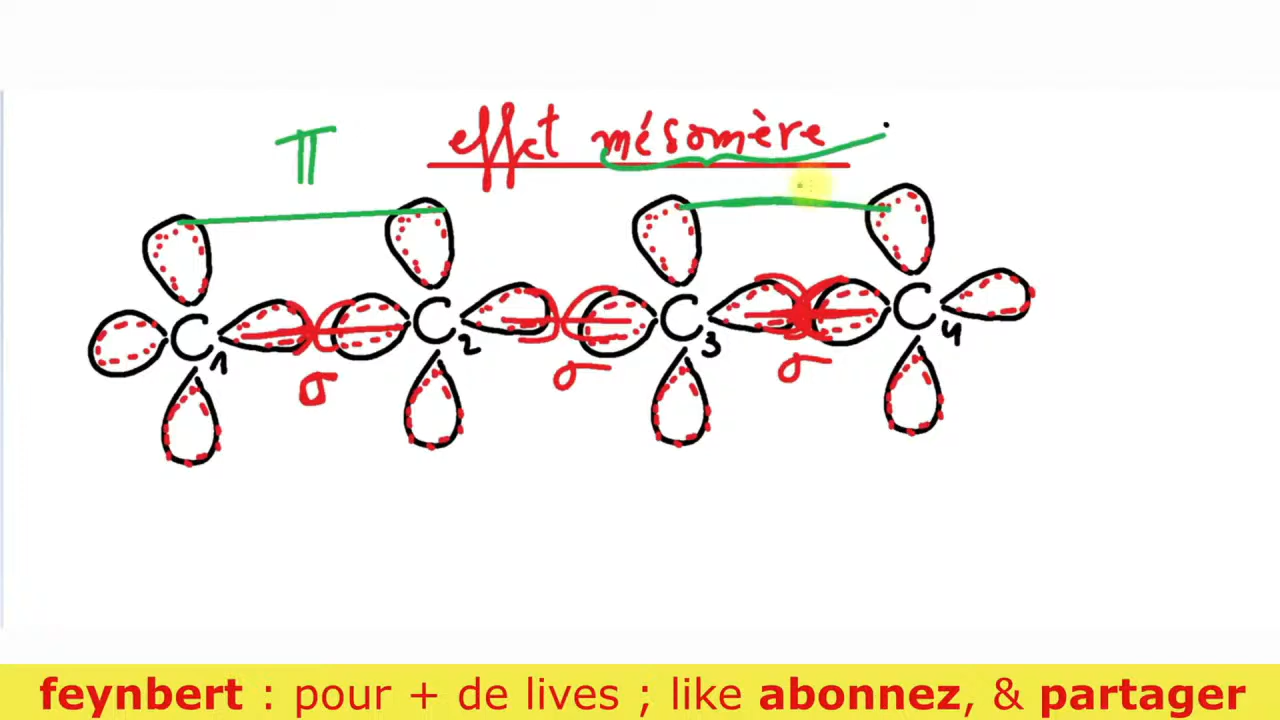 effet mésomère
π
C1 C2 C3 C4
σ σ σ
feynbert : pour + de lives ; like abonnez, & partager